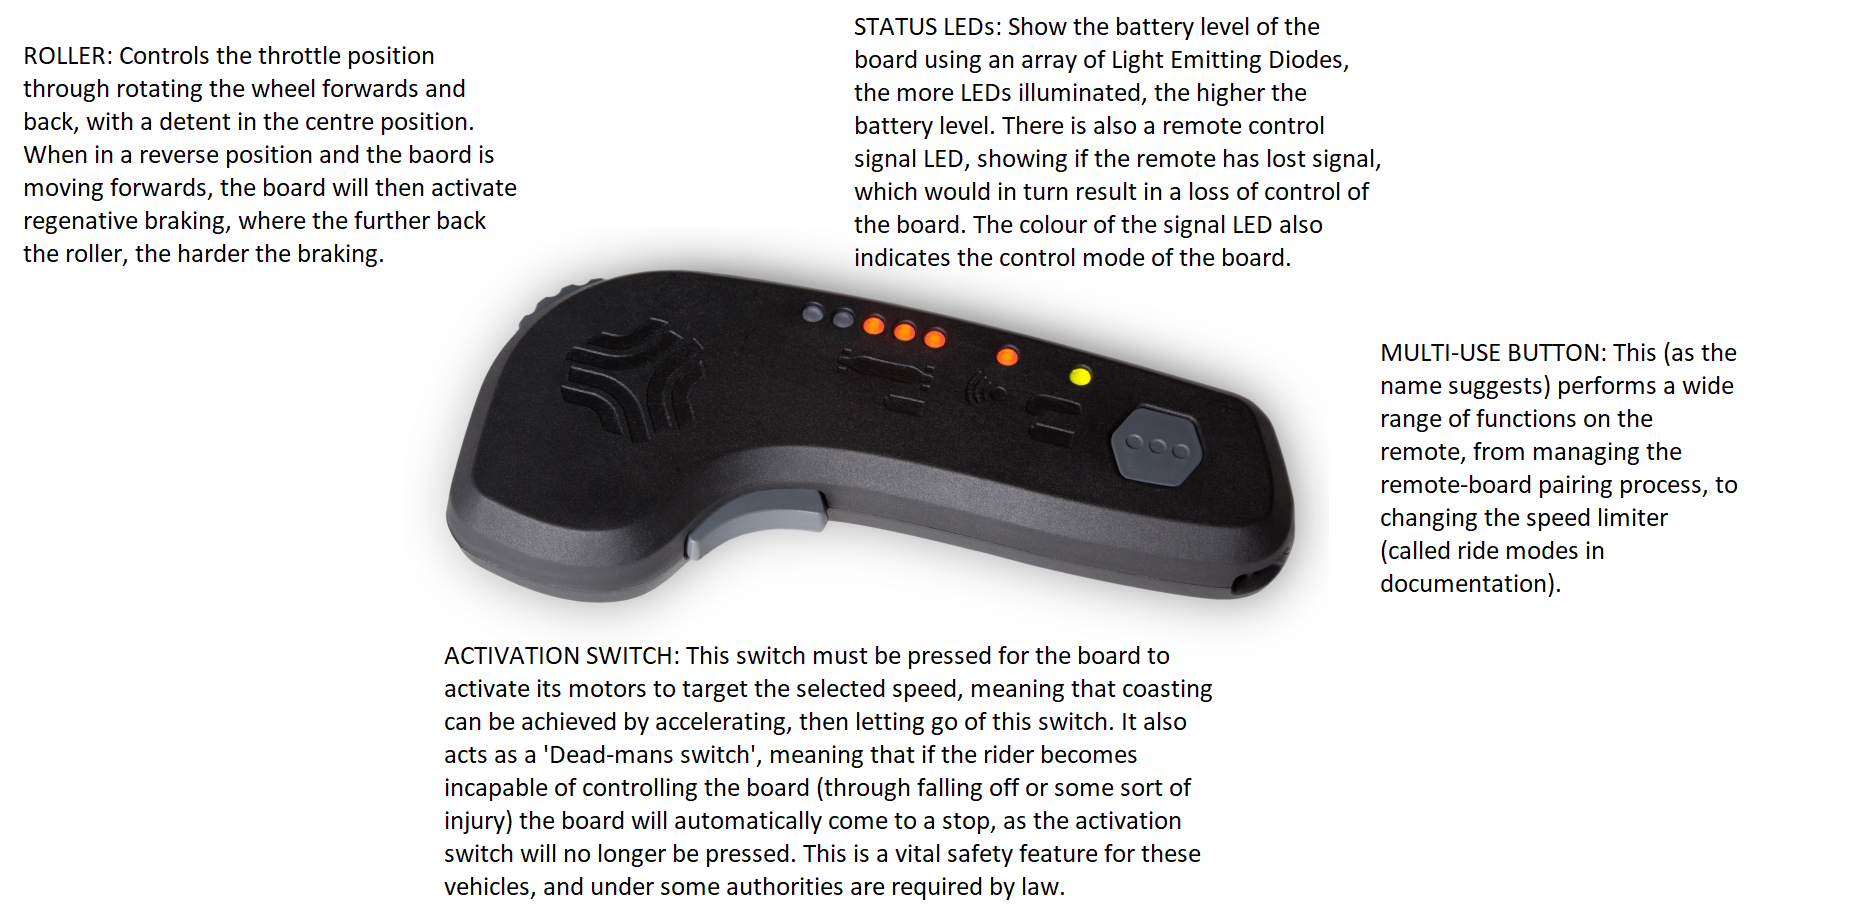 ROLLER: Controls the throttle position
through rotating the wheel forwards and
back, with a detent in the centre position.
When in a reverse position and the baord is
moving forwards, the board will then activate
regenative braking, where the further back
the roller, the harder the braking.
STATUS LEDs: Show the battery level of the
board using an array of Light Emitting Diodes,
the more LEDs illuminated, the higher the
battery level. There is also a remote control
signal LED, showing if the remote has lost signal,
which would in turn result in a loss of control of
the board. The colour of the signal LED also
indicates the control mode of the board.
MULTI-USE BUTTON: This (as the
name suggests) performs a wide
range of functions on the
remote, from managing the
remote-board pairing process, to
changing the speed limiter
(called ride modes in
documentation).
ACTIVATION SWITCH: This switch must be pressed for the board to
activate its motors to target the selected speed, meaning that coasting
can be achieved by accelerating, then letting go of this switch. It also
acts as a 'Dead-mans switch', meaning that if the rider becomes
incapable of controlling the board (through falling off or some sort of
injury) the board will automatically come to a stop, as the activation
switch will no longer be pressed. This is a vital safety feature for these
vehicles, and under some authorities are required by law.